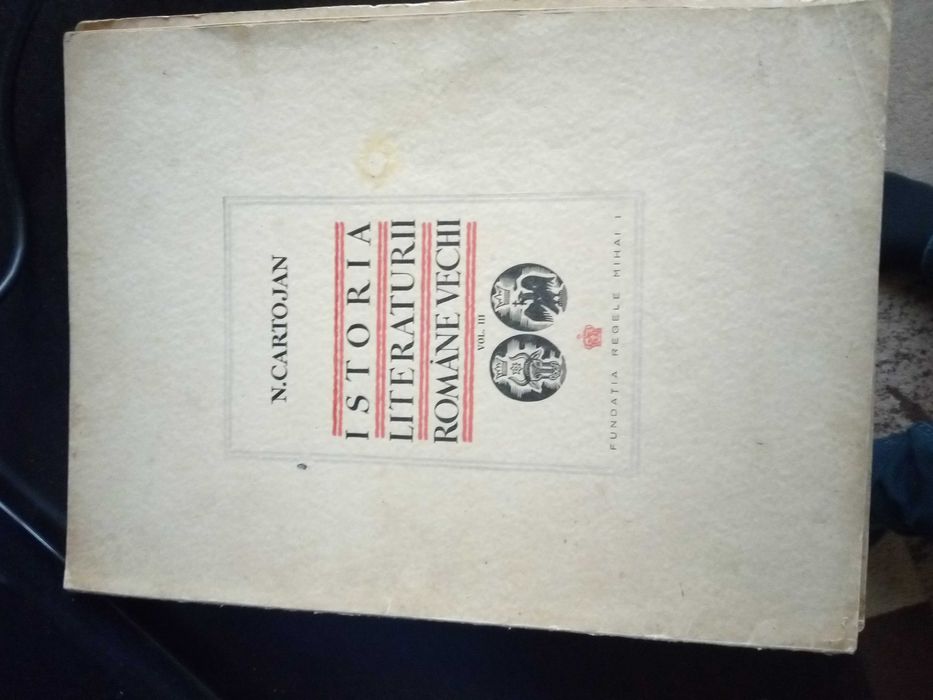 N.CARTOJAN
ISTORIA
LITERATURII
ROMÂNE VECHI
VOL. III
FUNDAȚIA REGELE MIHAI I